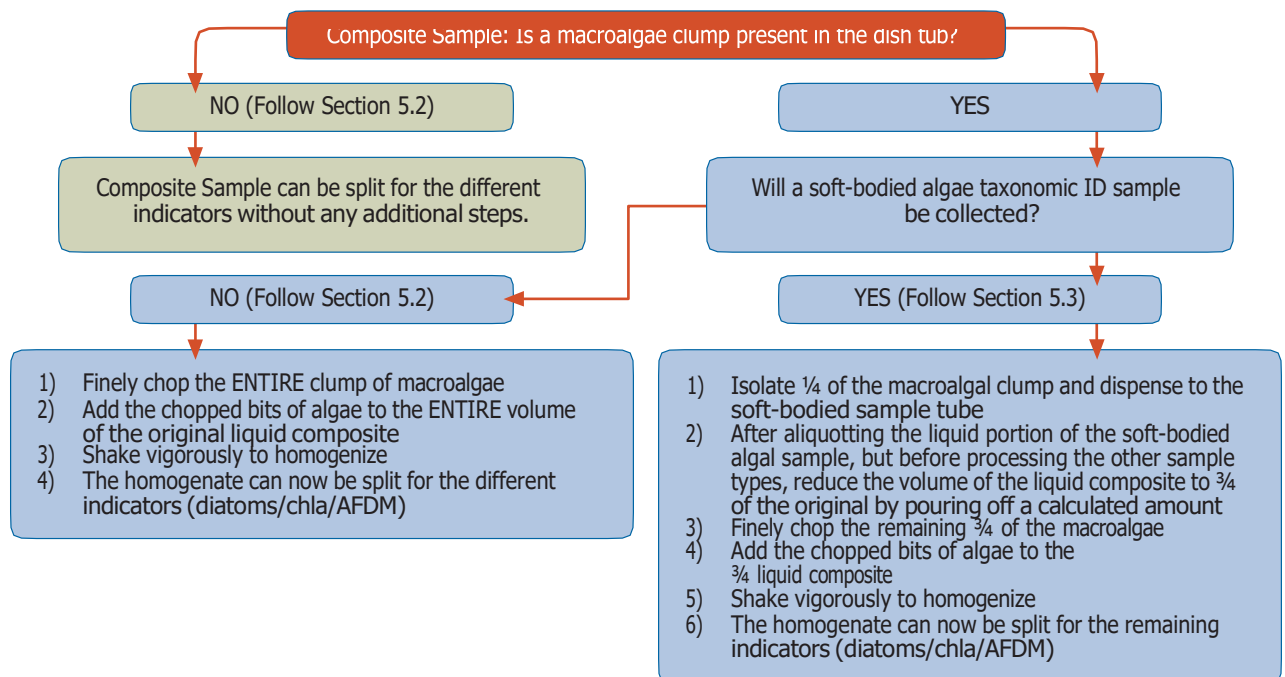 Composite Sample: Is a macroalgae clump present in the dish tub?
NO (Follow Section 5.2)
YES
Composite Sample can be split for the different
indicators without any additional steps.
Will a soft-bodied algae taxonomic ID sample
be collected?
NO (Follow Section 5.2)
YES (Follow Section 5.3)
1) Finely chop the ENTIRE clump of macroalgae
2) Add the chopped bits of algae to the ENTIRE volume
of the original liquid composite
3) Shake vigorously to homogenize
4) The homogenate can now be split for the different
indicators (diatoms/chla/AFDM)
1) Isolate ¼ of the macroalgal clump and dispense to the
soft-bodied sample tube
2) After aliquotting the liquid portion of the soft-bodied
algal sample, but before processing the other sample
types, reduce the volume of the liquid composite to ¾
of the original by pouring off a calculated amount
3) Finely chop the remaining ¾ of the macroalgae
4) Add the chopped bits of algae to the
¾ liquid composite
5) Shake vigorously to homogenize
6) The homogenate can now be split for the remaining
indicators (diatoms/chla/AFDM)